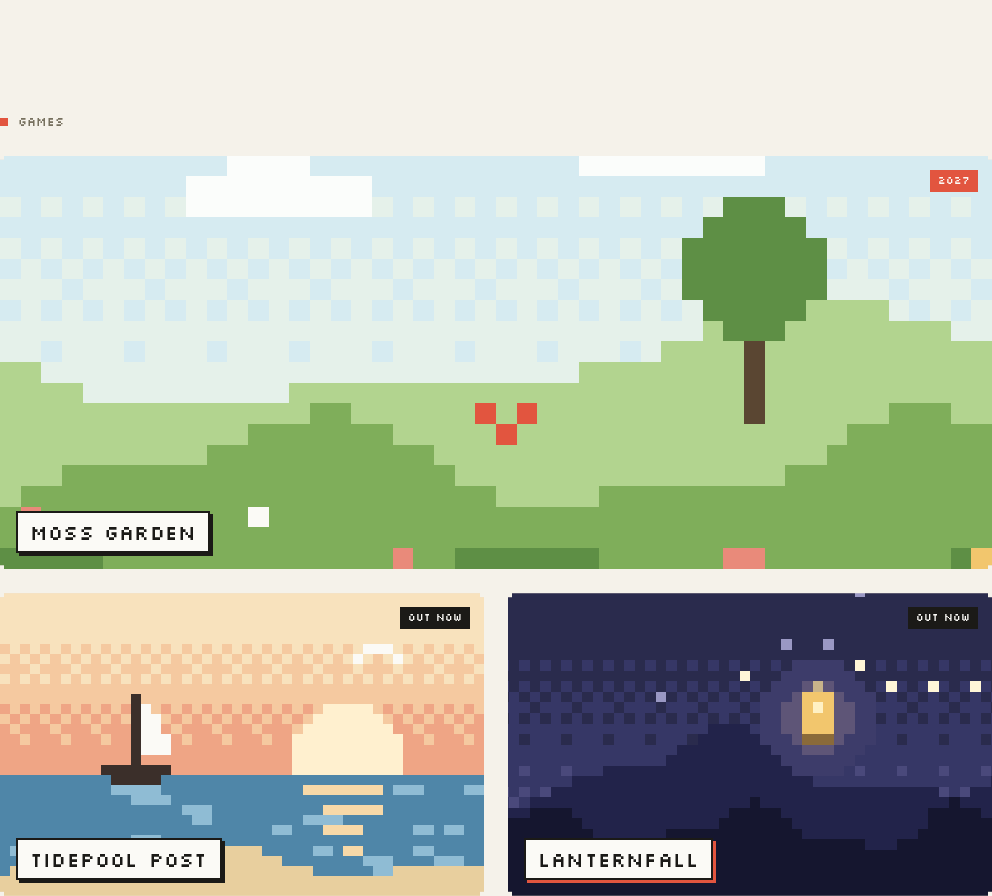 GAMES
2027
MOSS GARDEN
OUT NOW
OUT NOW
TIDEPOOL POST
LANTERNFALL